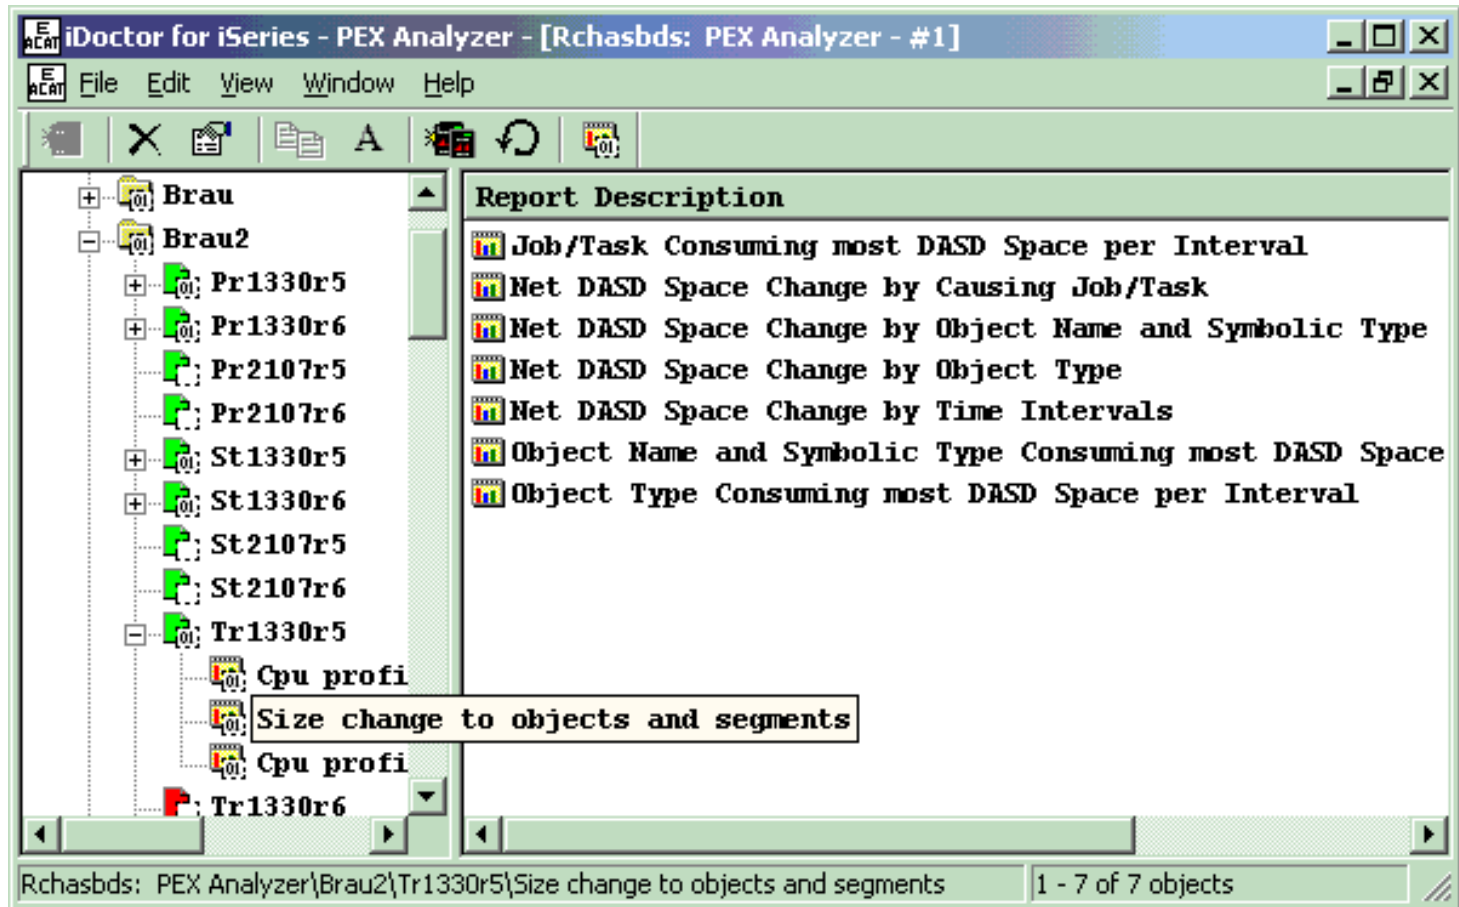 iDoctor for iSeries - PEX Analyzer - [Rchasbds: PEX Analyzer - #1]
File Edit View Window Help
Brau
Brau2
Pr1330r5
Pr1330r6
Pr2107r5
Pr2107r6
St1330r5
St1330r6
St2107r5
St2107r6
Tr1330r5
Cpu profi
Size change to objects and segments
Cpu profi
Tr1330r6
Report Description
Job/Task Consuming most DASD Space per Interval
Net DASD Space Change by Causing Job/Task
Net DASD Space Change by Object Name and Symbolic Type
Net DASD Space Change by Object Type
Net DASD Space Change by Time Intervals
Object Name and Symbolic Type Consuming most DASD Space
Object Type Consuming most DASD Space per Interval
Rchasbds: PEX Analyzer\Brau2\Tr1330r5\Size change to objects and segments
1 - 7 of 7 objects